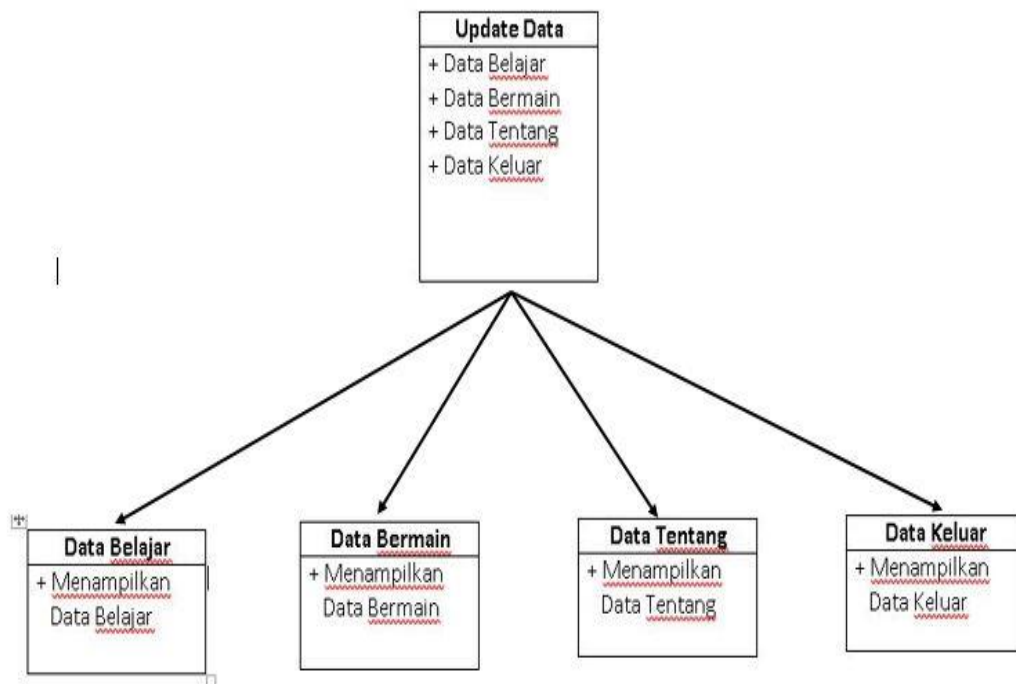 Update Data
+ Data Belajar
+ Data Bermain
+ Data Tentang
+ Data Keluar
Data Belajar
+ Menampilkan
Data Belajar
Data Bermain
+ Menampilkan
Data Bermain
Data Tentang
+ Menampilkan
Data Tentang
Data Keluar
+ Menampilkan
Data Keluar